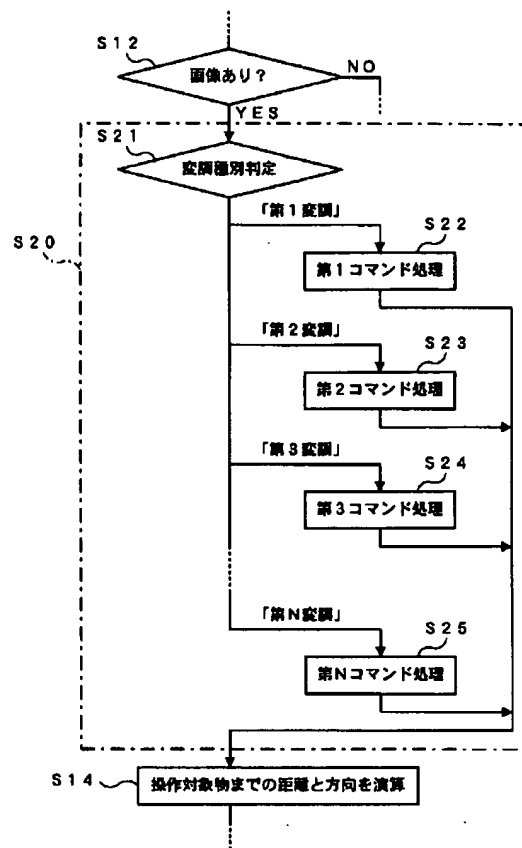 S12
画像あり?
NO
YES
S21
変調種別判定
S20
「第1変調」
S22
第1コマンド処理
「第2変調」
S23
第2コマンド処理
「第3変調」
S24
第3コマンド処理
「第N変調」
S25
第Nコマンド処理
S14
操作対象物までの距離と方向を演算